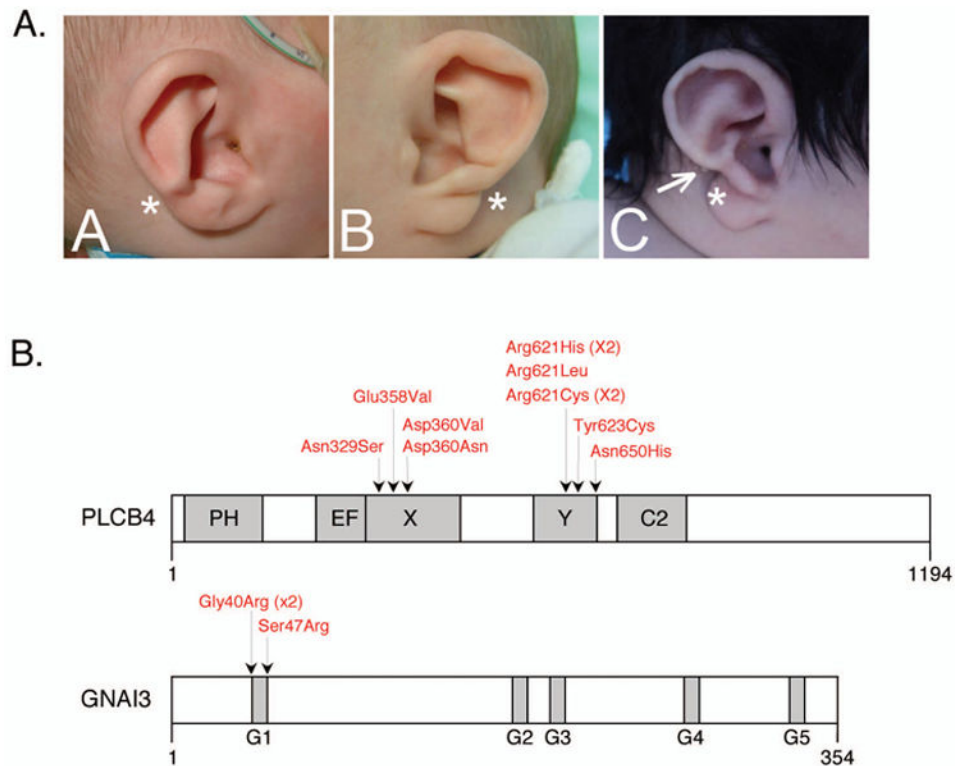 A.
A * B * C *
B.
Arg621His (X2)
Arg621Leu
Arg621Cys (X2)
Glu358Val
Asp360Val
Asn329Ser Asp360Asn
Tyr623Cys
Asn650His
PLCB4 PH EF X Y C2
1 1194
Gly40Arg (x2)
Ser47Arg
GNAI3
G1 G2 G3 G4 G5
1 354